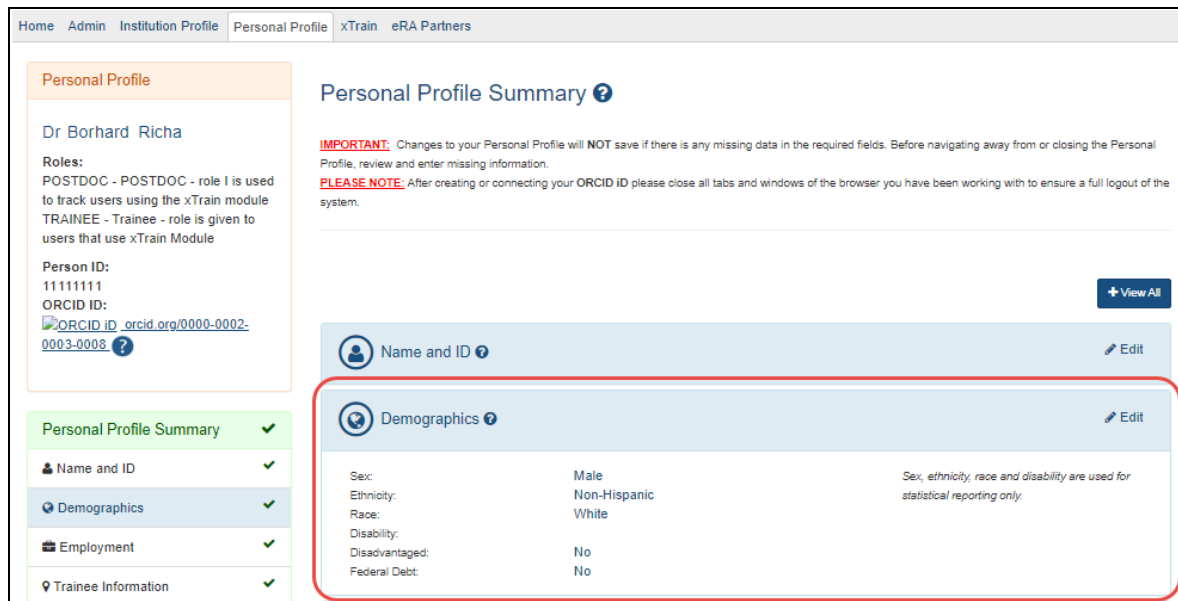 Home Admin Institution Profile Personal Profile xTrain eRA Partners
Personal Profile
Dr Borhard Richa
Roles:
POSTDOC - POSTDOC - role I is used
to track users using the xTrain module
TRAINEE - Trainee - role is given to
users that use xTrain Module
Person ID:
11111111
ORCID ID:
ORCID iD orcid.org/0000-0002-
0003-0008 ?
Personal Profile Summary
Name and ID
Demographics
Employment
Trainee Information
Personal Profile Summary ?
IMPORTANT: Changes to your Personal Profile will NOT save if there is any missing data in the required fields. Before navigating away from or closing the Personal
Profile, review and enter missing information.
PLEASE NOTE: After creating or connecting your ORCID iD please close all tabs and windows of the browser you have been working with to ensure a full logout of the
system.
+ View All
Name and ID ? Edit
Demographics ? Edit
Sex: Male
Ethnicity: Non-Hispanic
Race: White
Disability:
Disadvantaged: No
Federal Debt: No
Sex, ethnicity, race and disability are used for
statistical reporting only.